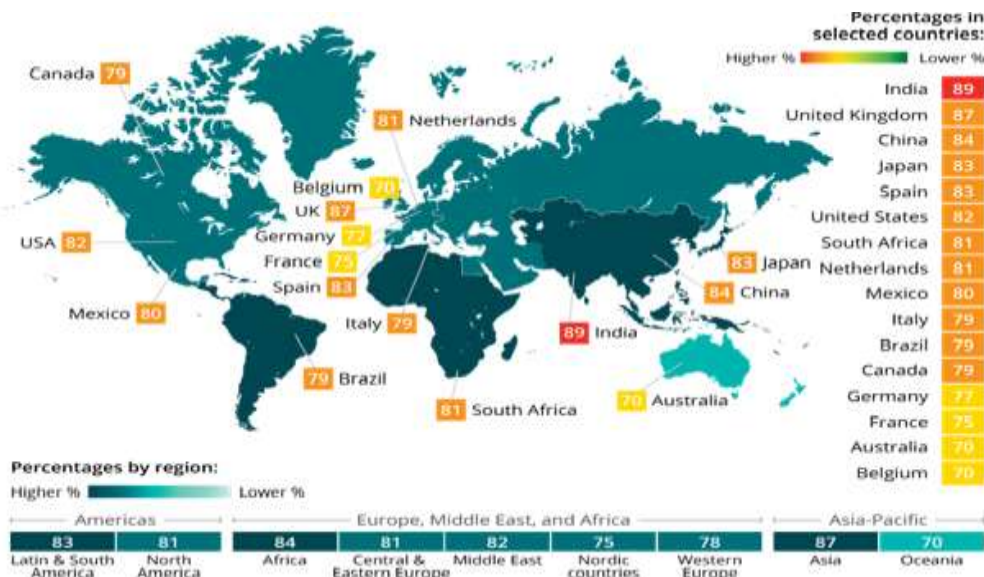 Percentages in
selected countries:
Higher % Lower %
India 89
United Kingdom 87
China 84
Japan 83
Spain 83
United States 82
South Africa 81
Netherlands 81
Mexico 80
Italy 79
Brazil 79
Canada 79
Germany 77
France 75
Australia 70
Belgium 70
Canada 79
81 Netherlands
Belgium 70
UK 87
Germany 77
France 75
Spain 83
Italy 79
USA 82
Mexico 80
79 Brazil
81 South Africa
83 Japan
84 China
89 India
70 Australia
Percentages by region:
Higher % Lower %
Americas
83 81
Latin & South America
North America
Europe, Middle East, and Africa
84 81 82 75 78
Africa
Central & Eastern Europe
Middle East
Nordic countries
Western Europe
Asia-Pacific
87 70
Asia Oceania